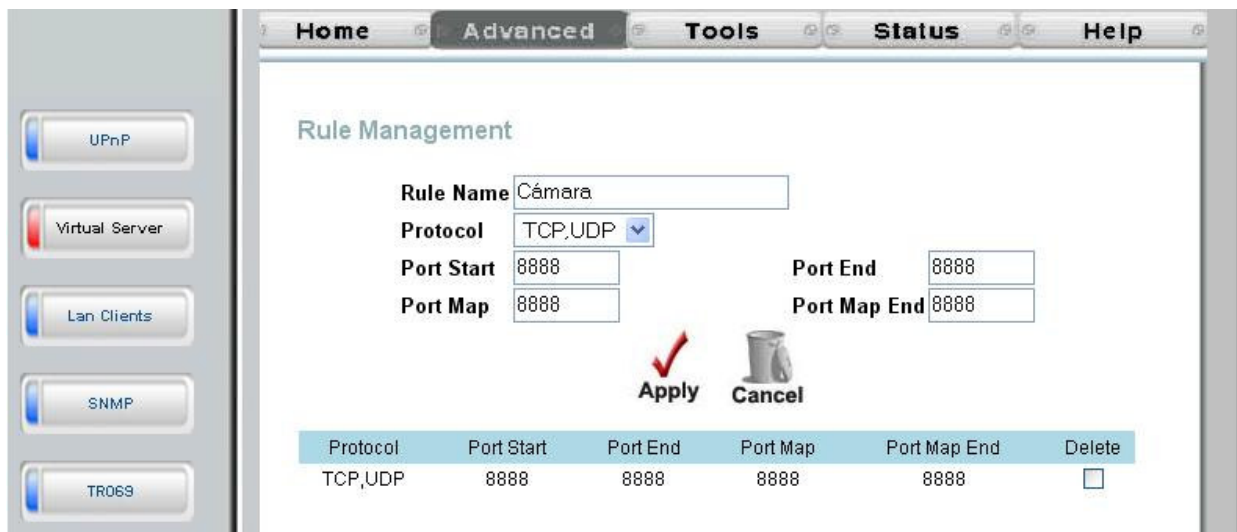 Home Advanced Tools Status Help
UPnP
Virtual Server
Lan Clients
SNMP
TR069
Rule Management
Rule Name Cámara
Protocol TCP,UDP
Port Start 8888 Port End 8888
Port Map 8888 Port Map End 8888
Apply Cancel
Protocol Port Start Port End Port Map Port Map End Delete
TCP,UDP 8888 8888 8888 8888